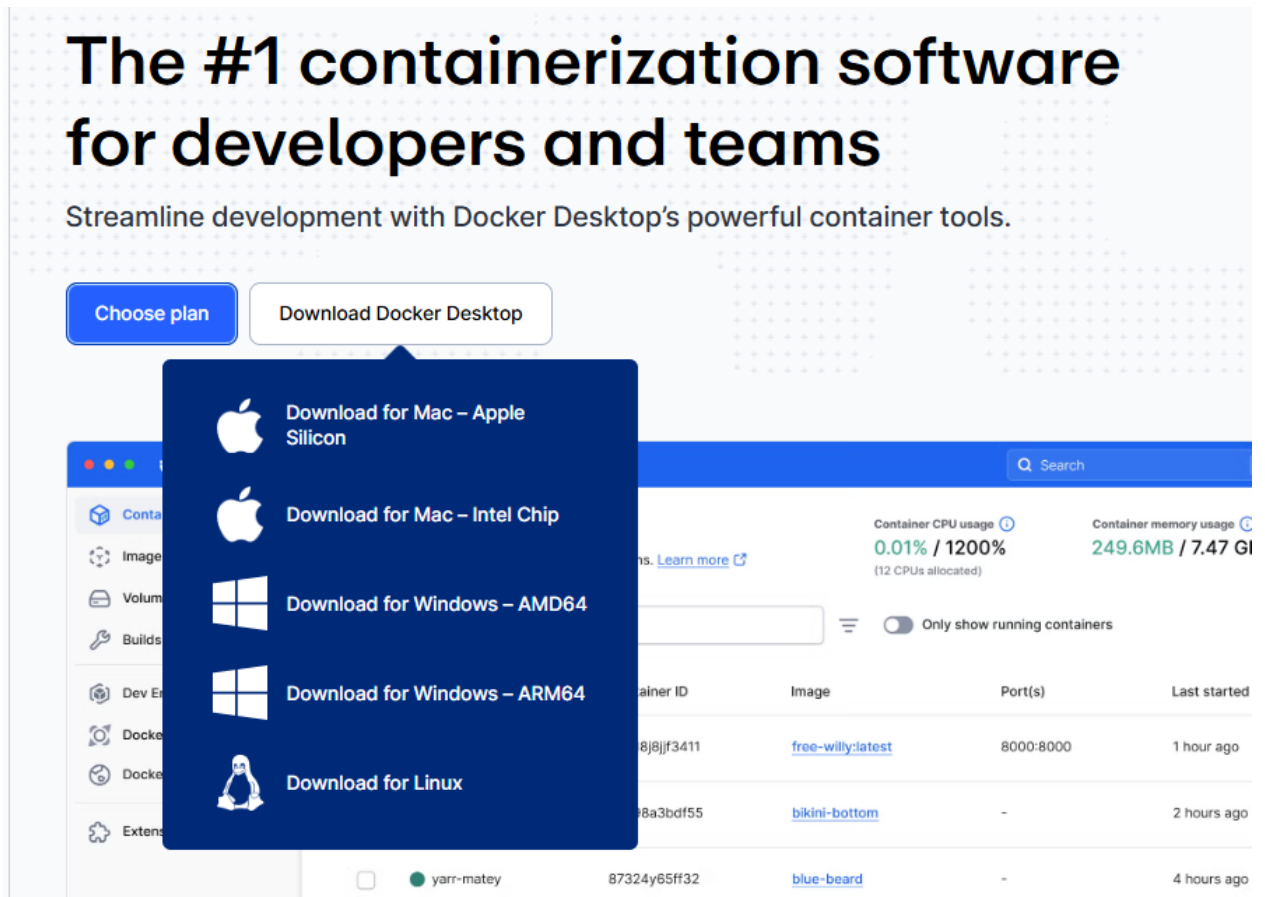 The #1 containerization software
for developers and teams
Streamline development with Docker Desktop's powerful container tools.
Choose plan
Download Docker Desktop
Download for Mac – Apple
Silicon
Download for Mac – Intel Chip
Download for Windows – AMD64
Download for Windows – ARM64
Download for Linux
Search
Container CPU usage
0.01% / 1200%
(12 CPUs allocated)
Container memory usage
249.6MB / 7.47
Learn more
Only show running containers
Builds
Dev
ID Image Port(s) Last started
free-willy:latest 8000:8000 1 hour ago
bikini-bottom - 2 hours ago
yarr-matey 87324y65ff32 blue-beard - 4 hours ago